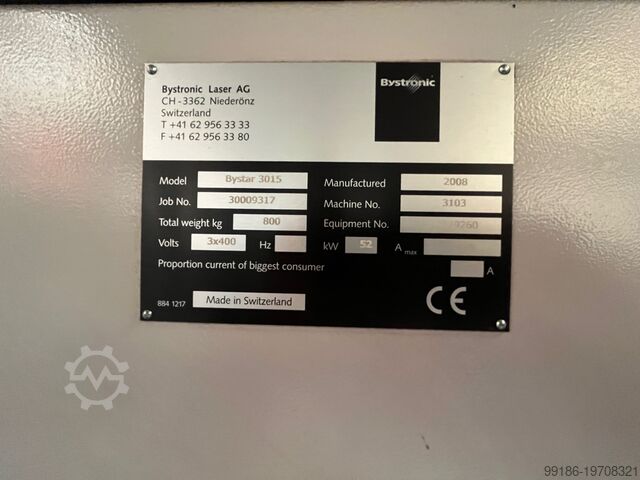 Bystronic Laser AG
CH-3362 Niederönz
Switzerland
T +41 62 956 33 33
F +41 62 956 33 80
Bystronic
Model Bystar 3015
Job No. 30009317
Total weight kg 800
Volts 3x400 Hz
Manufactured 2008
Machine No. 3103
Equipment No.
kW 52 A max
Proportion current of biggest consumer A
884 1217 Made in Switzerland
CE
99186-19708321